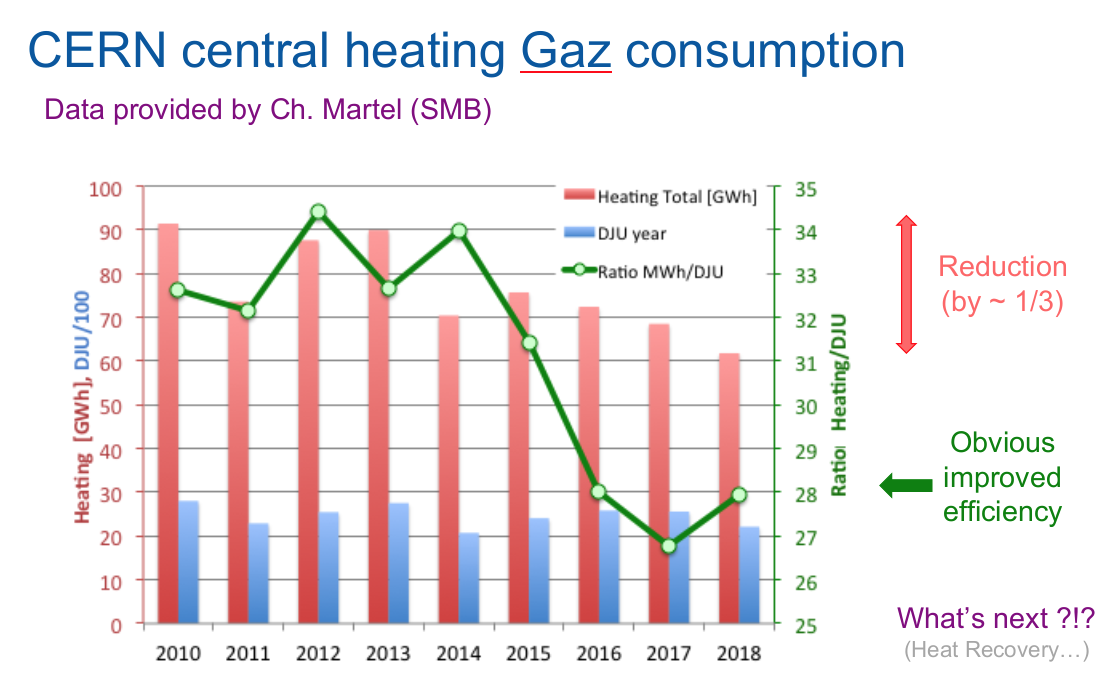 CERN central heating Gaz consumption
Data provided by Ch. Martel (SMB)
Heating [GWh], DJU/100
100
90
80
70
60
50
40
30
20
10
0
Heating Total [GWh]
DJU year
Ratio MWh/DJU
35
34
33
32
31
30
29
28
27
26
25
Ratio Heating/DJU
2010 2011 2012 2013 2014 2015 2016 2017 2018
Reduction
(by ~ 1/3)
Obvious
improved
efficiency
What's next ?!?
(Heat Recovery…)